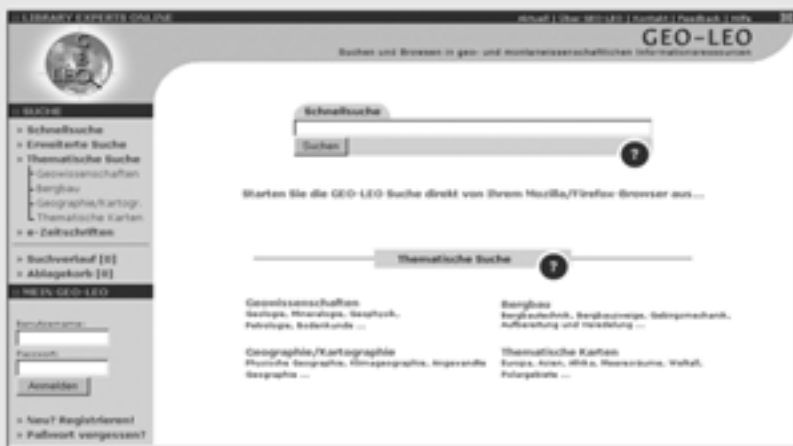 :: LIBRARY EXPERTS ONLINE
Aktuell | Über GEO-LEO | Kontakt | Feedback | Hilfe
GEO-LEO
Suchen und Browsen in geo- und montanwissenschaftlichen Informationsressourcen
GEO
LEO
:: SUCHE
» Schnellsuche
» Erweiterte Suche
» Thematische Suche
Geowissenschaften
Bergbau
Geographie/Kartogr.
Thematische Karten
» e-Zeitschriften
» Suchverlauf [0]
» Ablagekorb [0]
:: MEIN GEO-LEO
Benutzername:
Passwort:
Anmelden
» Neu? Registrieren!
» Paßwort vergessen?
Schnellsuche
Suchen
?
Starten Sie die GEO-LEO Suche direkt von Ihrem Mozilla/Firefox-Browser aus...
Thematische Suche
?
Geowissenschaften
Geologie, Mineralogie, Geophysik,
Petrologie, Bodenkunde ...
Bergbau
Bergbautechnik, Bergbauzweige, Gebirgsmechanik,
Aufbereitung und Veredelung ...
Geographie/Kartographie
Physische Geographie, Klimageographie, Angewandte
Geographie ...
Thematische Karten
Europa, Asien, Afrika, Meeresräume, Weltall,
Polargebiete ...